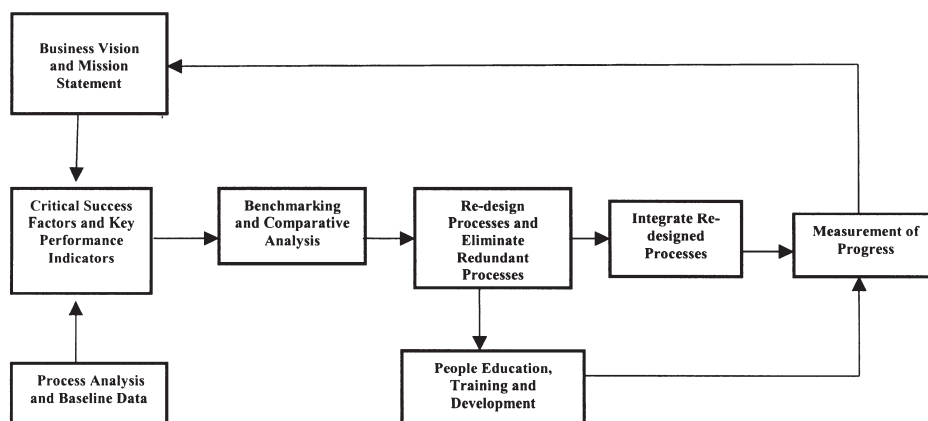 Business Vision
and Mission
Statement
Critical Success
Factors and Key
Performance
Indicators
Benchmarking
and Comparative
Analysis
Re-design
Processes and
Eliminate
Redundant
Processes
Integrate Re-
designed
Processes
Measurement of
Progress
Process Analysis
and Baseline Data
People Education,
Training and
Development